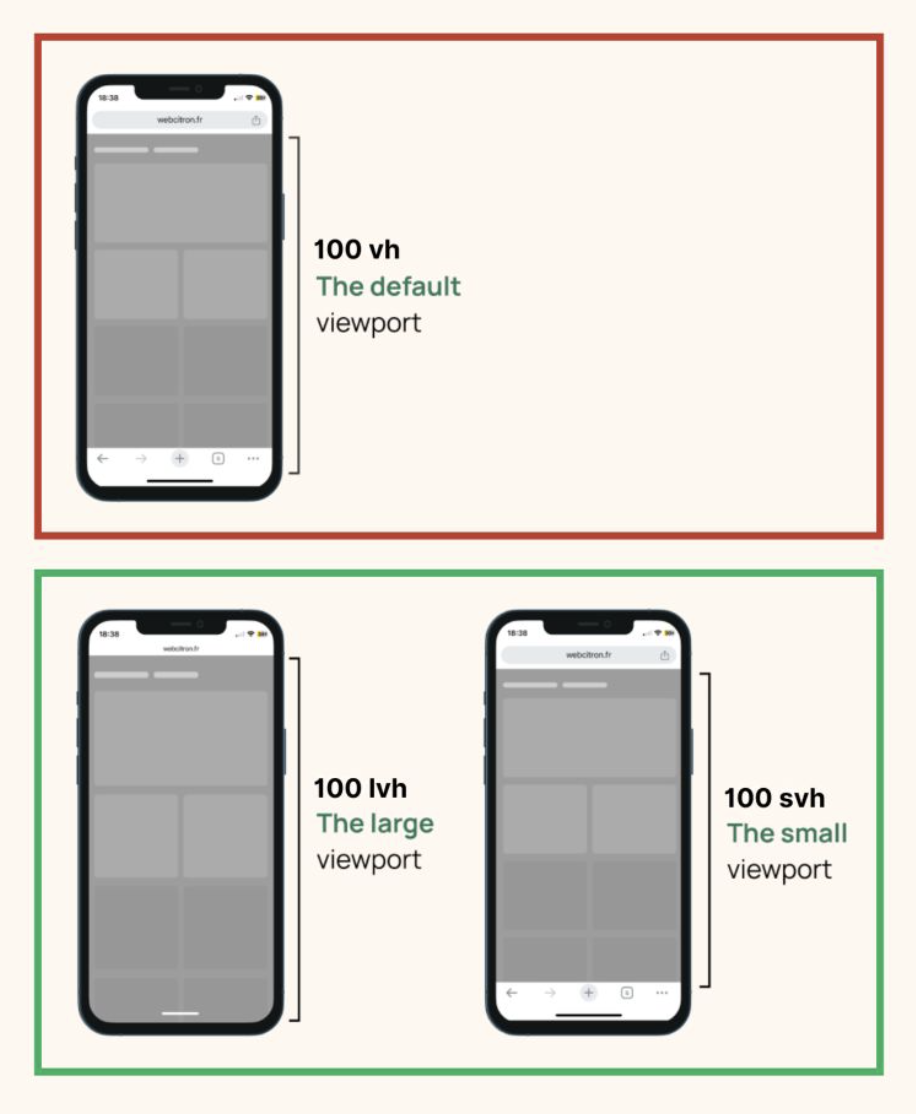 18:38
webcitron.fr
100 vh
The default
viewport
18:38
webcitron.fr
100 lvh
The large
viewport
18:38
webcitron.fr
100 svh
The small
viewport